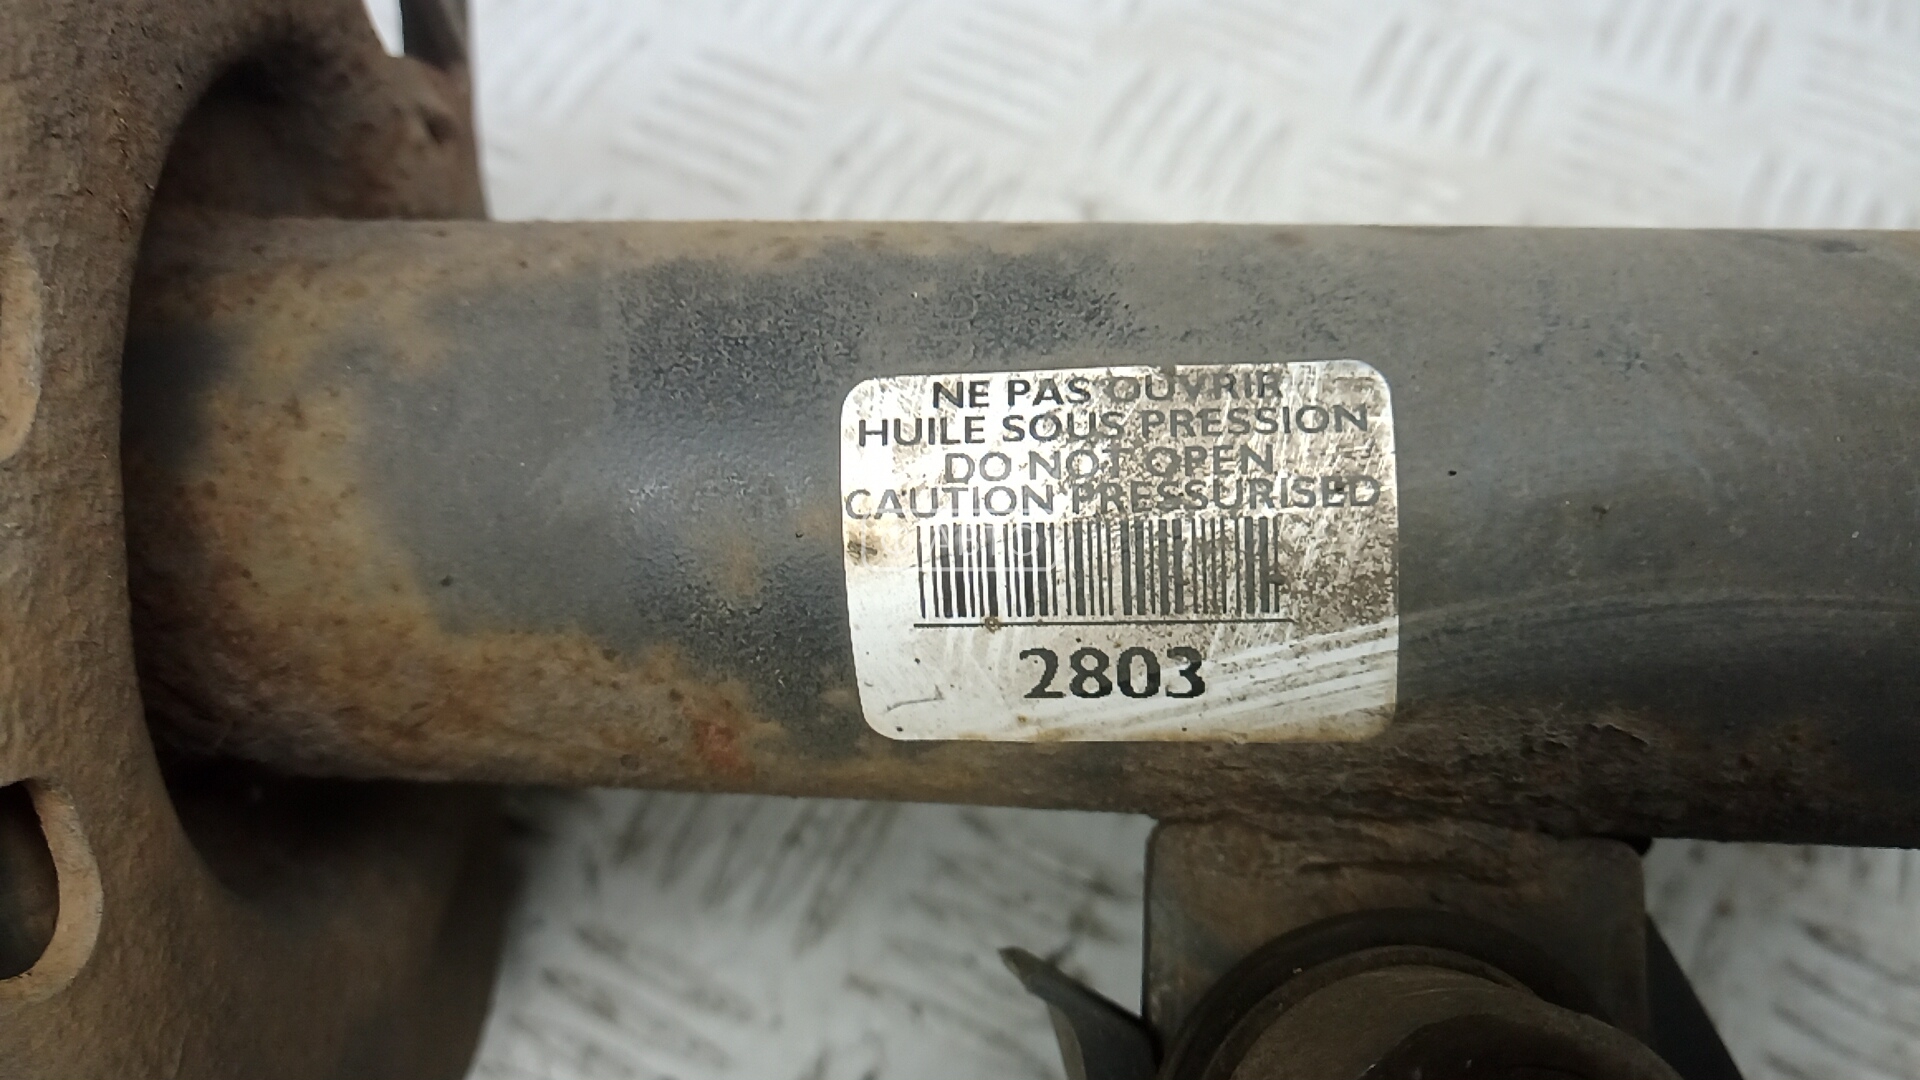 NE PAS OUVRIR
HUILE SOUS PRESSION
DO NOT OPEN
CAUTION PRESSURISED
2803